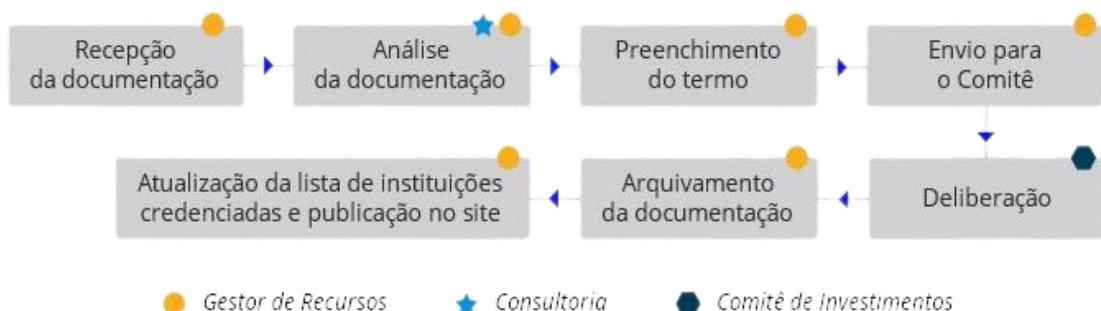 Recepção
da documentação
Análise
da documentação
Preenchimento
do termo
Envio para
o Comitê
Deliberação
Arquivamento
da documentação
Atualização da lista de instituições
credenciadas e publicação no site
Gestor de Recursos
Consultoria
Comitê de Investimentos